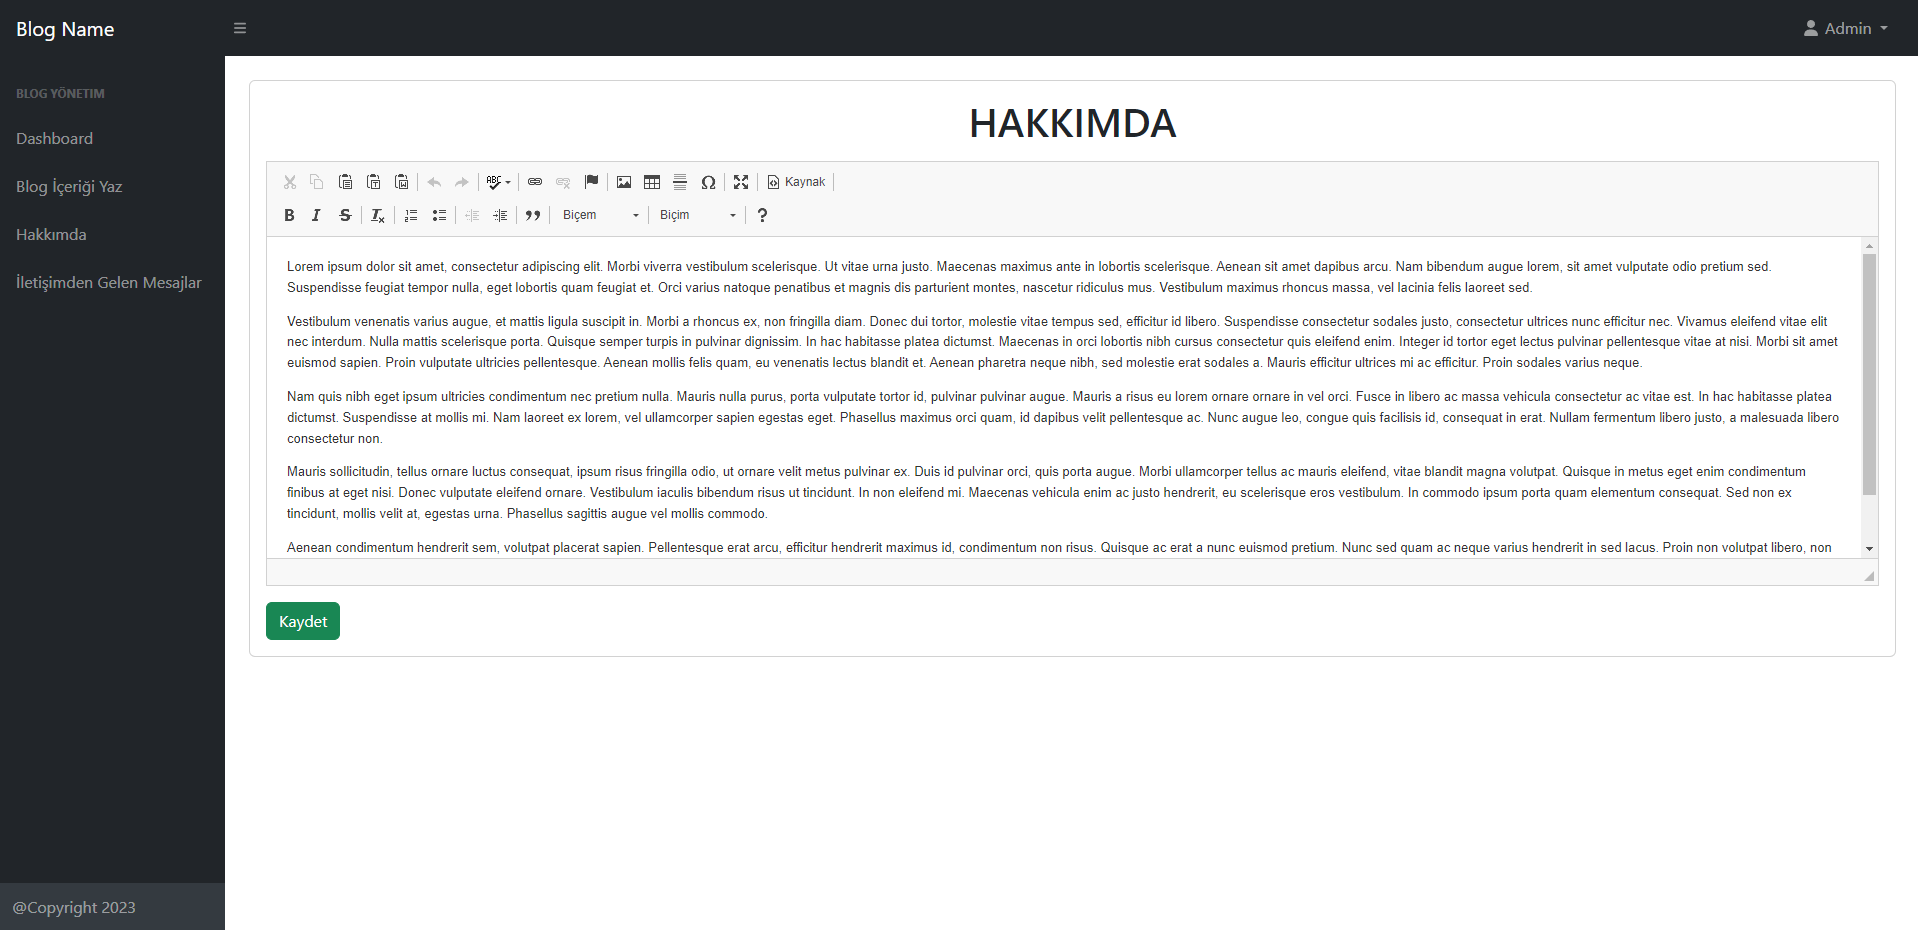 Blog Name
Admin
BLOG YÖNETIM
Dashboard
Blog İçeriği Yaz
Hakkımda
İletişimden Gelen Mesajlar
@Copyright 2023
HAKKIMDA
ABC
Kaynak
B I S Tx
Biçem
Biçim
?
Lorem ipsum dolor sit amet, consectetur adipiscing elit. Morbi viverra vestibulum scelerisque. Ut vitae urna justo. Maecenas maximus ante in lobortis scelerisque. Aenean sit amet dapibus arcu. Nam bibendum augue lorem, sit amet vulputate odio pretium sed.
Suspendisse feugiat tempor nulla, eget lobortis quam feugiat et. Orci varius natoque penatibus et magnis dis parturient montes, nascetur ridiculus mus. Vestibulum maximus rhoncus massa, vel lacinia felis laoreet sed.
Vestibulum venenatis varius augue, et mattis ligula suscipit in. Morbi a rhoncus ex, non fringilla diam. Donec dui tortor, molestie vitae tempus sed, efficitur id libero. Suspendisse consectetur sodales justo, consectetur ultrices nunc efficitur nec. Vivamus eleifend vitae elit
nec interdum. Nulla mattis scelerisque porta. Quisque semper turpis in pulvinar dignissim. In hac habitasse platea dictumst. Maecenas in orci lobortis nibh cursus consectetur quis eleifend enim. Integer id tortor eget lectus pulvinar pellentesque vitae at nisi. Morbi sit amet
euismod sapien. Proin vulputate ultricies pellentesque. Aenean mollis felis quam, eu venenatis lectus blandit et. Aenean pharetra neque nibh, sed molestie erat sodales a. Mauris efficitur ultrices mi ac efficitur. Proin sodales varius neque.
Nam quis nibh eget ipsum ultricies condimentum nec pretium nulla. Mauris nulla purus, porta vulputate tortor id, pulvinar pulvinar augue. Mauris a risus eu lorem ornare ornare in vel orci. Fusce in libero ac massa vehicula consectetur ac vitae est. In hac habitasse platea
dictumst. Suspendisse at mollis mi. Nam laoreet ex lorem, vel ullamcorper sapien egestas eget. Phasellus maximus orci quam, id dapibus velit pellentesque ac. Nunc augue leo, congue quis facilisis id, consequat in erat. Nullam fermentum libero justo, a malesuada libero
consectetur non.
Mauris sollicitudin, tellus ornare luctus consequat, ipsum risus fringilla odio, ut ornare velit metus pulvinar ex. Duis id pulvinar orci, quis porta augue. Morbi ullamcorper tellus ac mauris eleifend, vitae blandit magna volutpat. Quisque in metus eget enim condimentum
finibus at eget nisi. Donec vulputate eleifend ornare. Vestibulum iaculis bibendum risus ut tincidunt. In non eleifend mi. Maecenas vehicula enim ac justo hendrerit, eu scelerisque eros vestibulum. In commodo ipsum porta quam elementum consequat. Sed non ex
tincidunt, mollis velit at, egestas urna. Phasellus sagittis augue vel mollis commodo.
Aenean condimentum hendrerit sem, volutpat placerat sapien. Pellentesque erat arcu, efficitur hendrerit maximus id, condimentum non risus. Quisque ac erat a nunc euismod pretium. Nunc sed quam ac neque varius hendrerit in sed lacus. Proin non volutpat libero, non
Kaydet